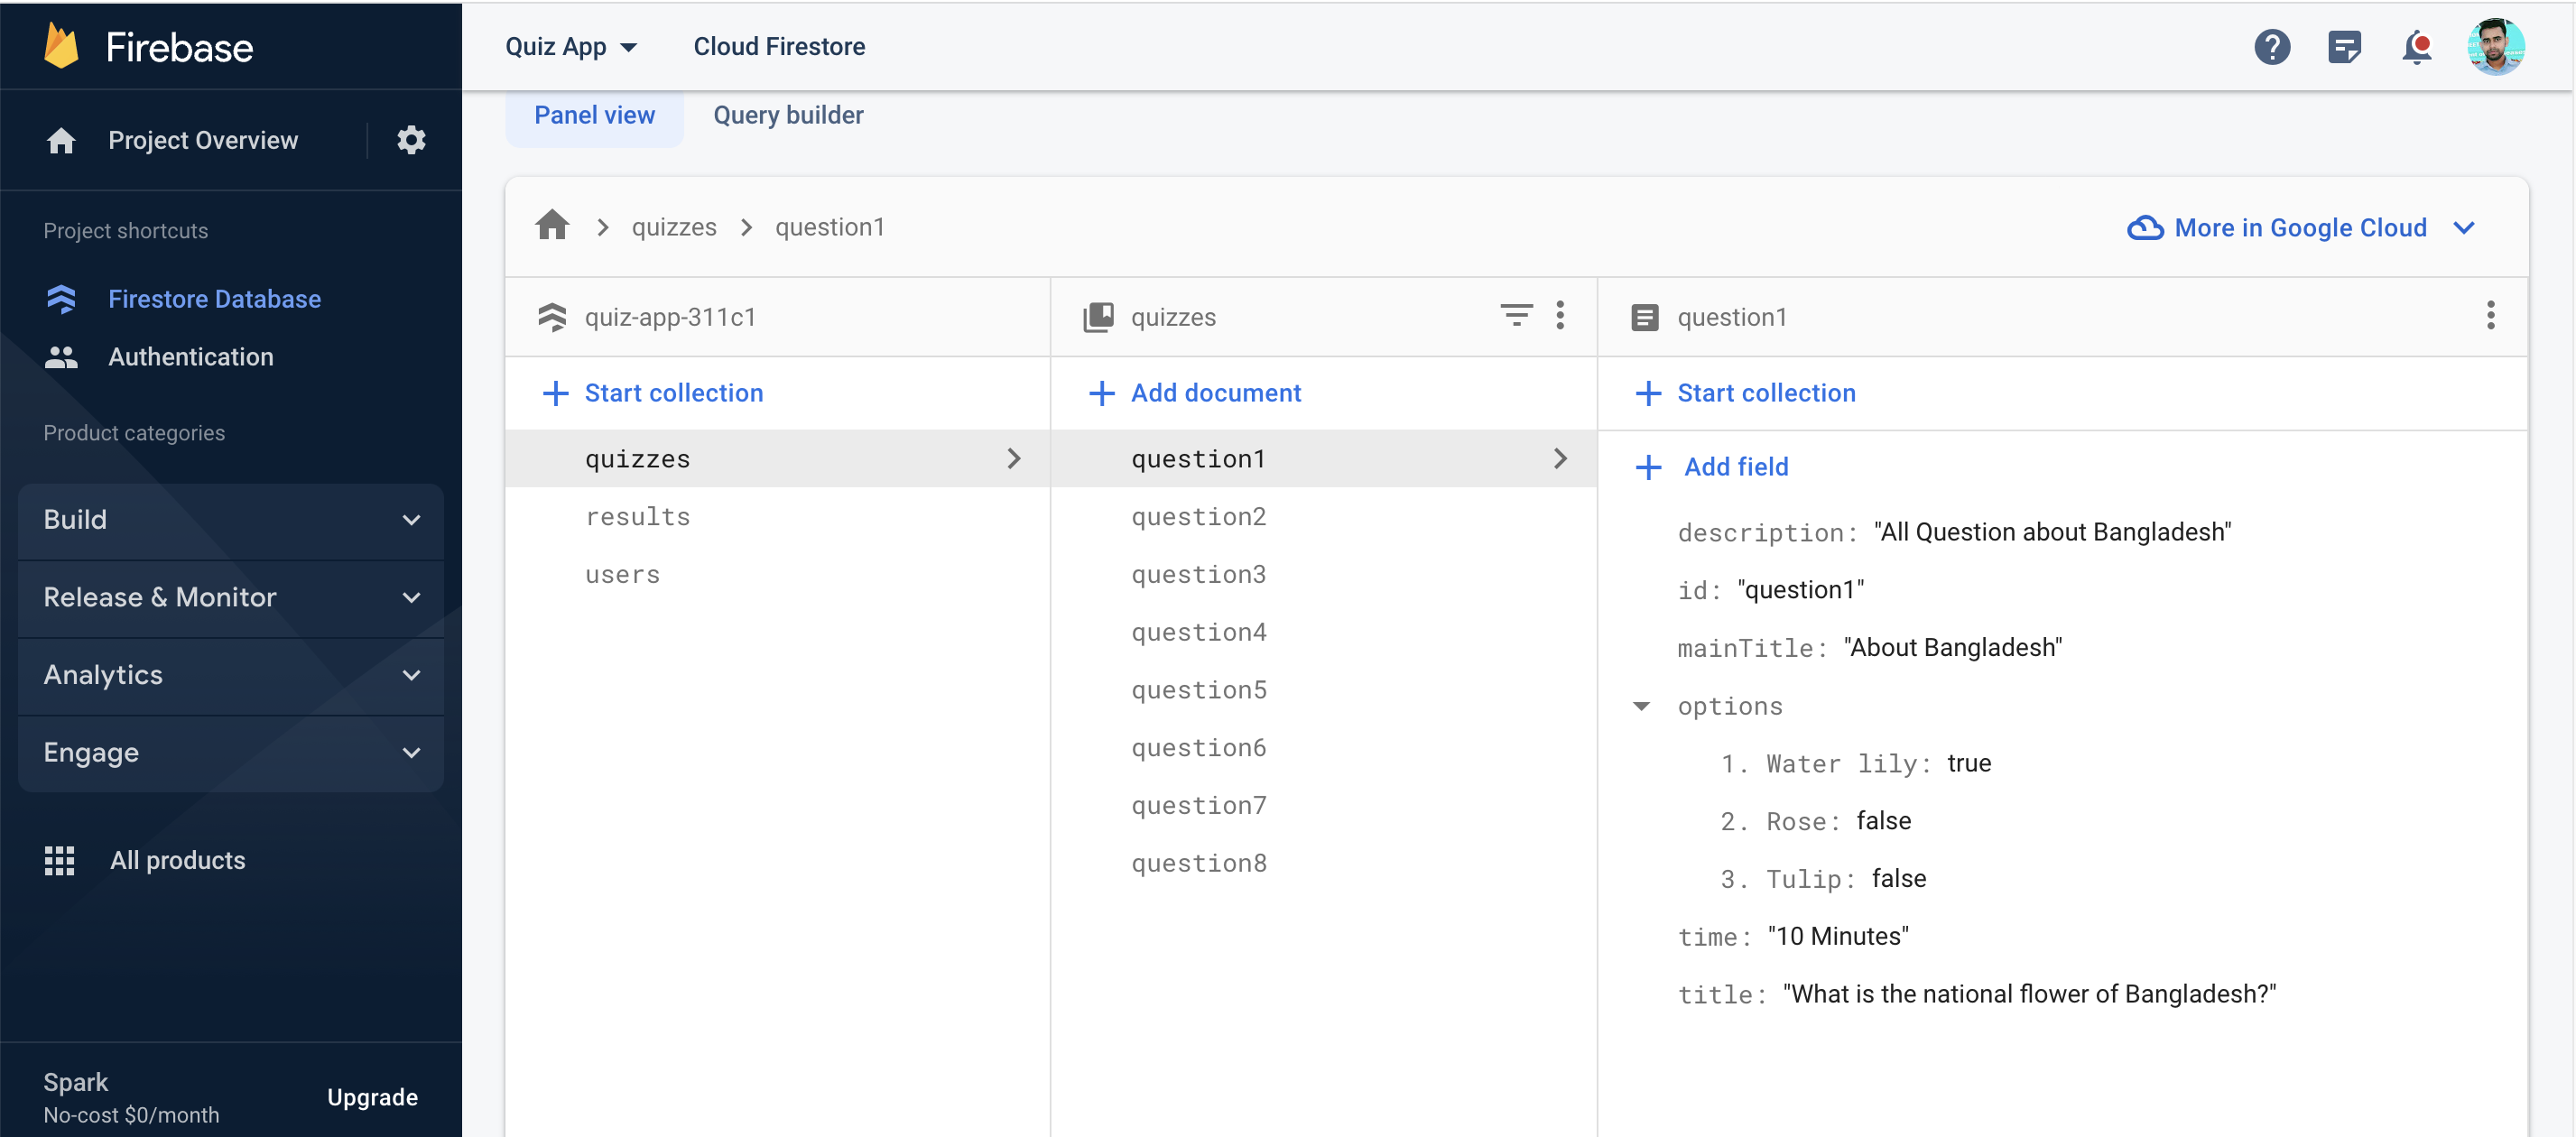 Firebase
Project Overview
Project shortcuts
Firestore Database
Authentication
Product categories
Build
Release & Monitor
Analytics
Engage
All products
Spark
No-cost $0/month
Upgrade
Quiz App
Cloud Firestore
Panel view
Query builder
quizzes
question1
More in Google Cloud
quiz-app-311c1
Start collection
quizzes
results
users
quizzes
Add document
question1
question2
question3
question4
question5
question6
question7
question8
question1
Start collection
Add field
description: "All Question about Bangladesh"
id: "question1"
mainTitle: "About Bangladesh"
options
1. Water lily: true
2. Rose: false
3. Tulip: false
time: "10 Minutes"
title: "What is the national flower of Bangladesh?"